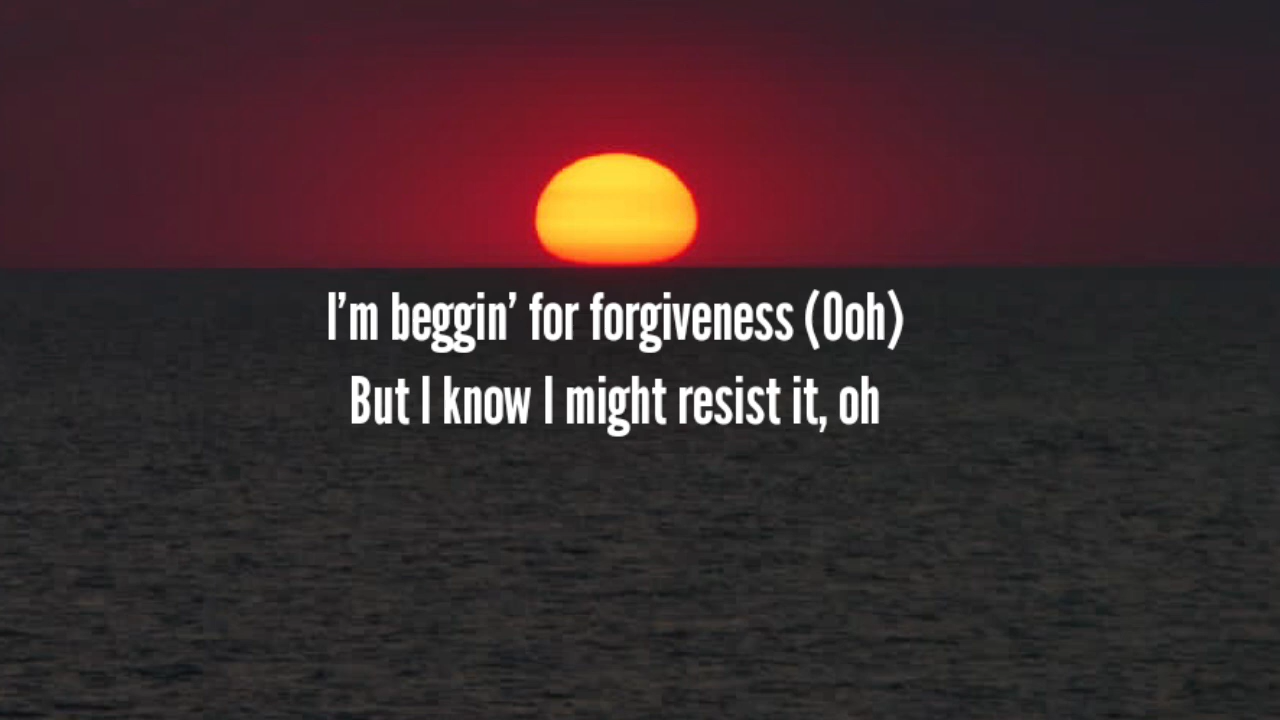 I’m beggin’ for forgiveness (Ooh)
But I know I might resist it, oh